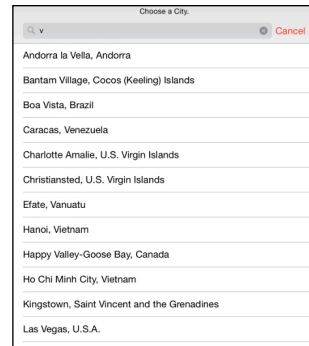 Choose a City.
v Cancel
Andorra la Vella, Andorra
Bantam Village, Cocos (Keeling) Islands
Boa Vista, Brazil
Caracas, Venezuela
Charlotte Amalie, U.S. Virgin Islands
Christiansted, U.S. Virgin Islands
Efate, Vanuatu
Hanoi, Vietnam
Happy Valley-Goose Bay, Canada
Ho Chi Minh City, Vietnam
Kingstown, Saint Vincent and the Grenadines
Las Vegas, U.S.A.